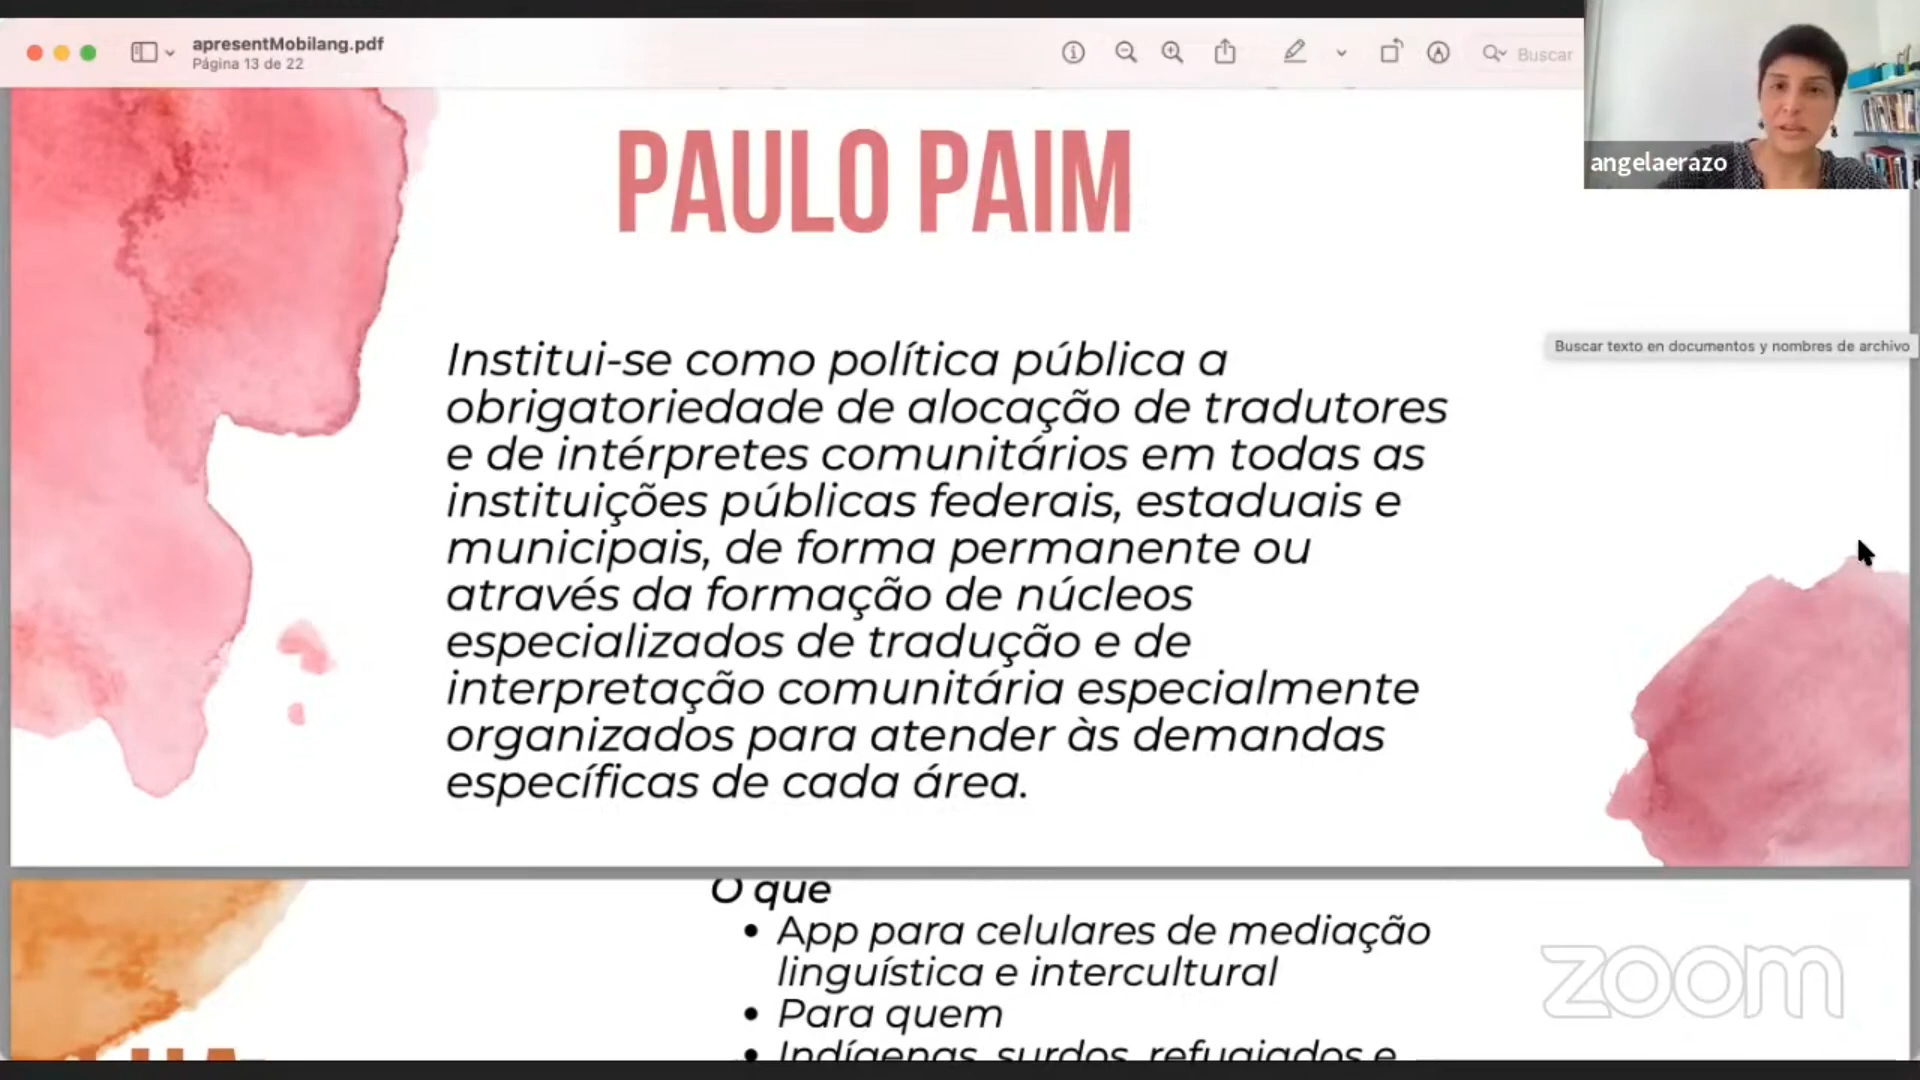 apresentMobilang.pdf
Página 13 de 22
Buscar
angelaerazo
PAULO PAIM
Buscar texto en documentos y nombres de archivo
Institui-se como política pública a
obrigatoriedade de alocação de tradutores
e de intérpretes comunitários em todas as
instituições públicas federais, estaduais e
municipais, de forma permanente ou
através da formação de núcleos
especializados de tradução e de
interpretação comunitária especialmente
organizados para atender às demandas
específicas de cada área.
O que
• App para celulares de mediação
linguística e intercultural
• Para quem
• Indígenas, surdos, refugiados e
zoom